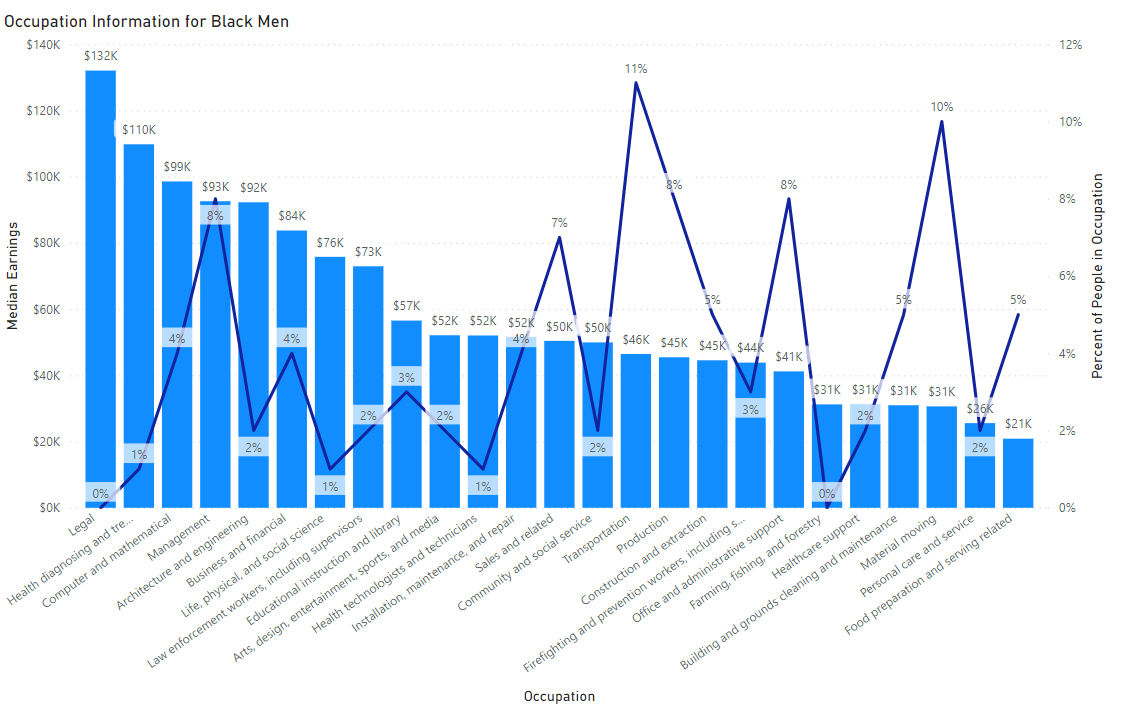 Occupation Information for Black Men
$140K
$120K
$100K
$80K
$60K
$40K
$20K
$0K
Median Earnings
12%
10%
8%
6%
4%
2%
0%
Percent of People in Occupation
$132K
$110K
$99K
$93K
$92K
$84K
$76K
$73K
$57K
$52K
$52K
$52K
$50K
$50K
$46K
$45K
$45K
$44K
$41K
$31K
$31K
$31K
$31K
$26K
$21K
0%
1%
4%
8%
2%
4%
1%
2%
3%
2%
1%
4%
7%
2%
11%
8%
5%
3%
8%
0%
2%
5%
10%
2%
5%
Legal
Health diagnosing and tre...
Computer and mathematical
Management
Architecture and engineering
Business and financial
Life, physical, and social science
Law enforcement workers, including supervisors
Educational instruction and library
Arts, design, entertainment, sports, and media
Health technologists and technicians
Installation, maintenance, and repair
Sales and related
Community and social service
Transportation
Production
Construction and extraction
Firefighting and prevention workers, including s...
Office and administrative support
Farming, fishing, and forestry
Healthcare support
Building and grounds cleaning and maintenance
Material moving
Personal care and service
Food preparation and serving related
Occupation